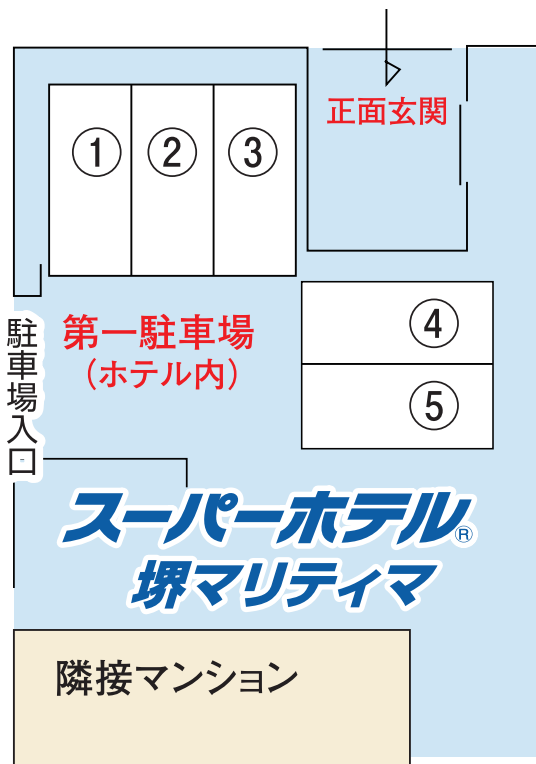 正面玄関
① ② ③
第一駐車場
（ホテル内）
④
⑤
駐車場入口
スーパーホテル®
堺マリティマ
隣接マンション